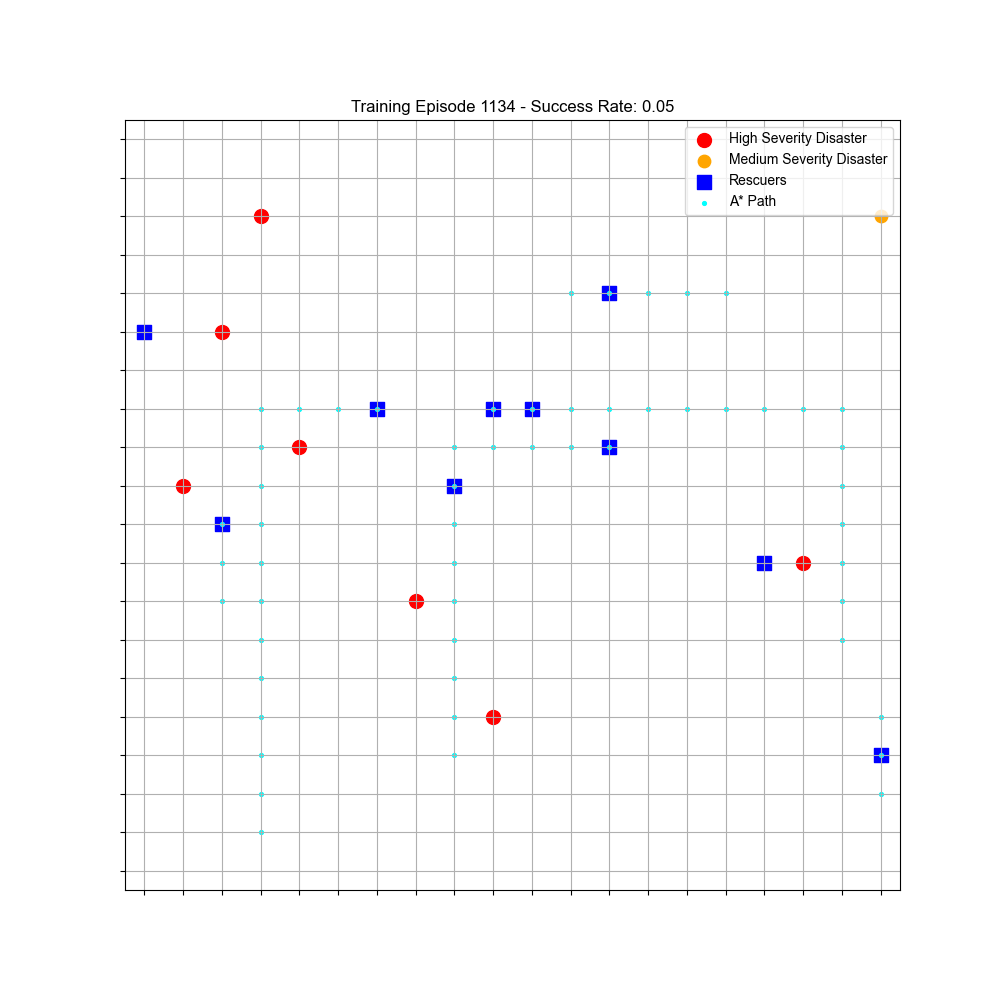 Training Episode 1134 - Success Rate: 0.05
High Severity Disaster
Medium Severity Disaster
Rescuers
A* Path